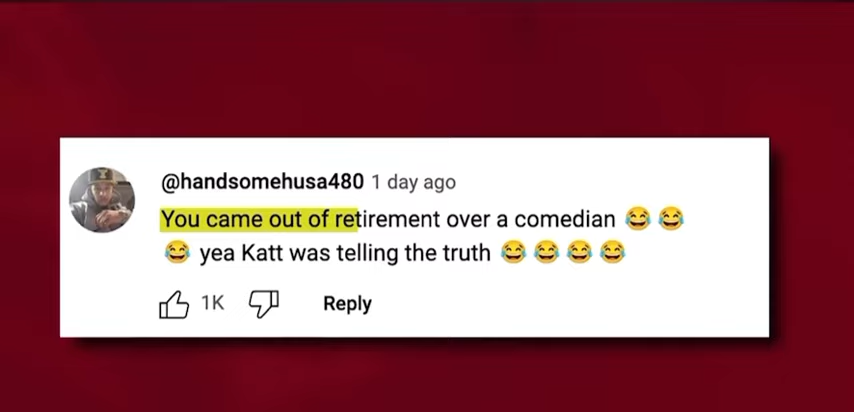 @handsomehusa480 1 day ago
You came out of retirement over a comedian 😂 😂
😂 yea Katt was telling the truth 😂 😂 😂 😂
1K Reply